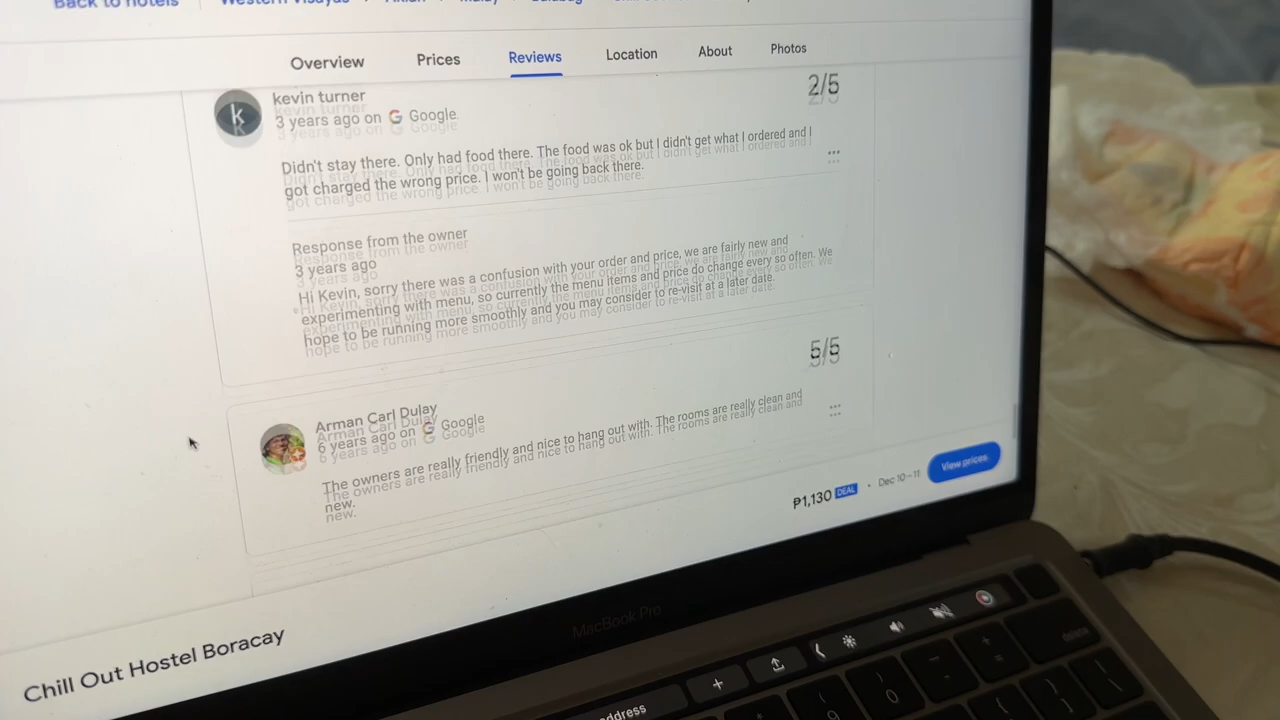 Back to hotels
Overview Prices Reviews Location About Photos
kevin turner
2/5
3 years ago on Google
Didn't stay there. Only had food there. The food was ok but I didn't get what I ordered and I
got charged the wrong price. I won't be going back there.
Response from the owner
3 years ago
Hi Kevin, sorry there was a confusion with your order and price, we are fairly new and
experimenting with menu, so currently the menu items and price do change every so often. We
hope to be running more smoothly and you may consider to re-visit at a later date.
5/5
Arman Carl Dulay
6 years ago on Google
The owners are really friendly and nice to hang out with. The rooms are really clean and
new.
₱1,130 DEAL • Dec 10–11 View prices
Chill Out Hostel Boracay
MacBook Pro
address
delete